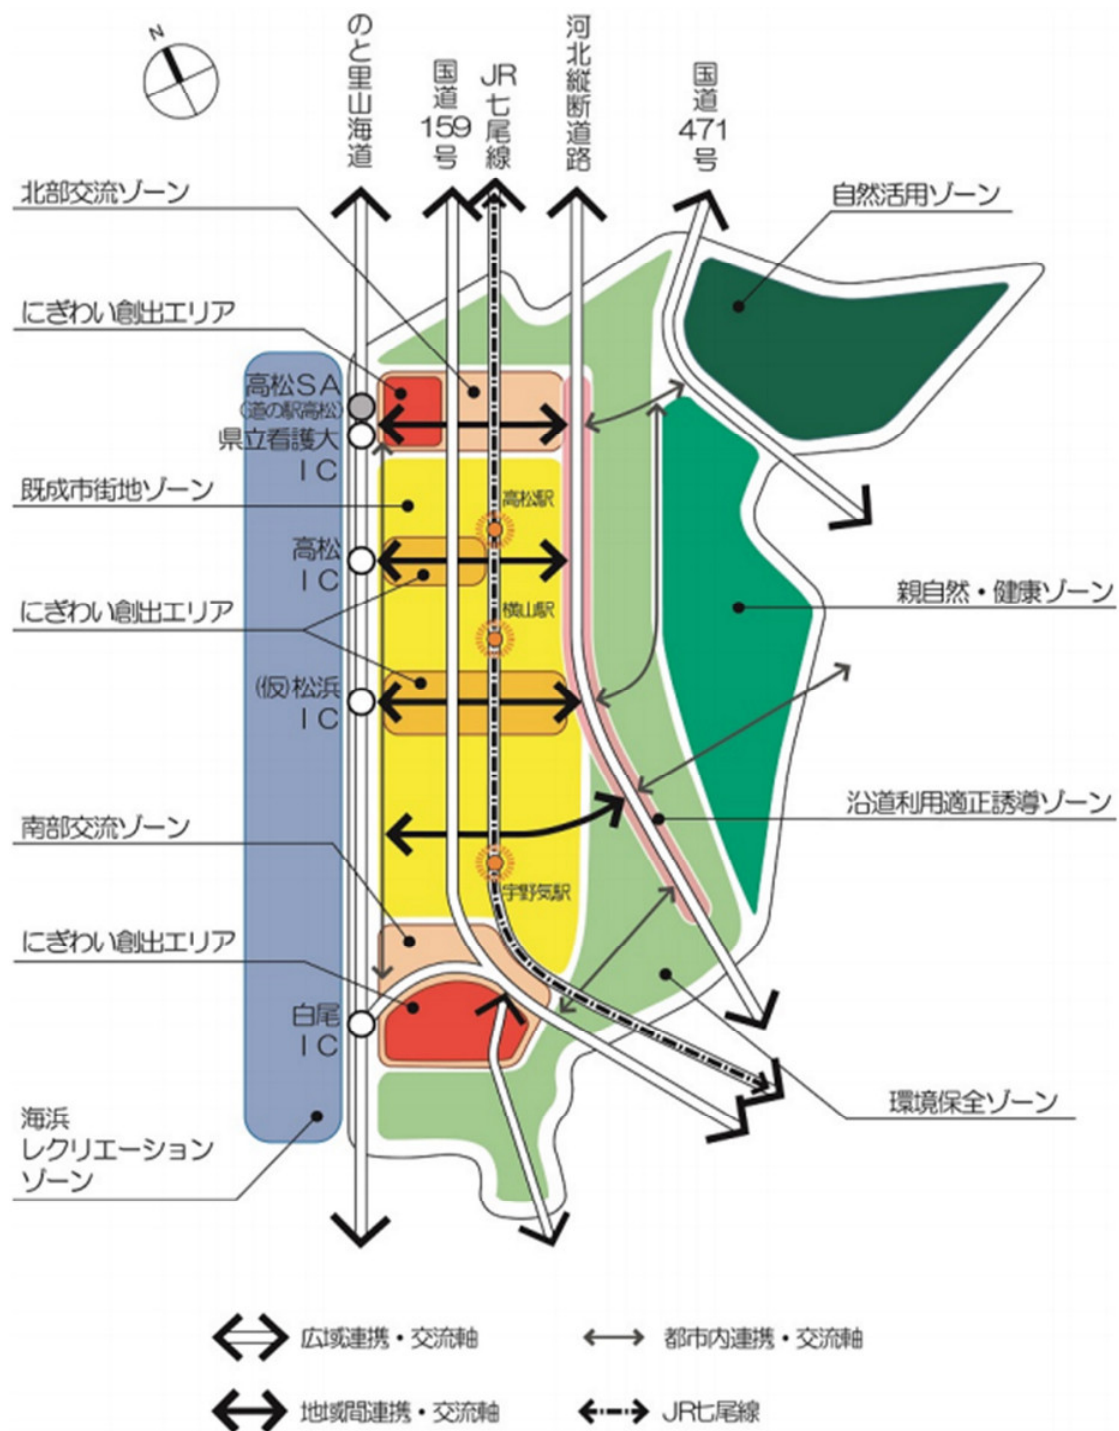 N
のと里山海道
国道159号
JR七尾線
河北縦断道路
国道471号
北部交流ゾーン
自然活用ゾーン
にぎわい創出エリア
高松SA
(道の駅高松)
県立看護大
IC
既成市街地ゾーン
高松駅
高松
IC
にぎわい創出エリア
横山駅
親自然・健康ゾーン
(仮)松浜
IC
沿道利用適正誘導ゾーン
南部交流ゾーン
宇野気駅
にぎわい創出エリア
白尾
IC
環境保全ゾーン
海浜
レクリエーション
ゾーン
広域連携・交流軸
都市内連携・交流軸
地域間連携・交流軸
JR七尾線